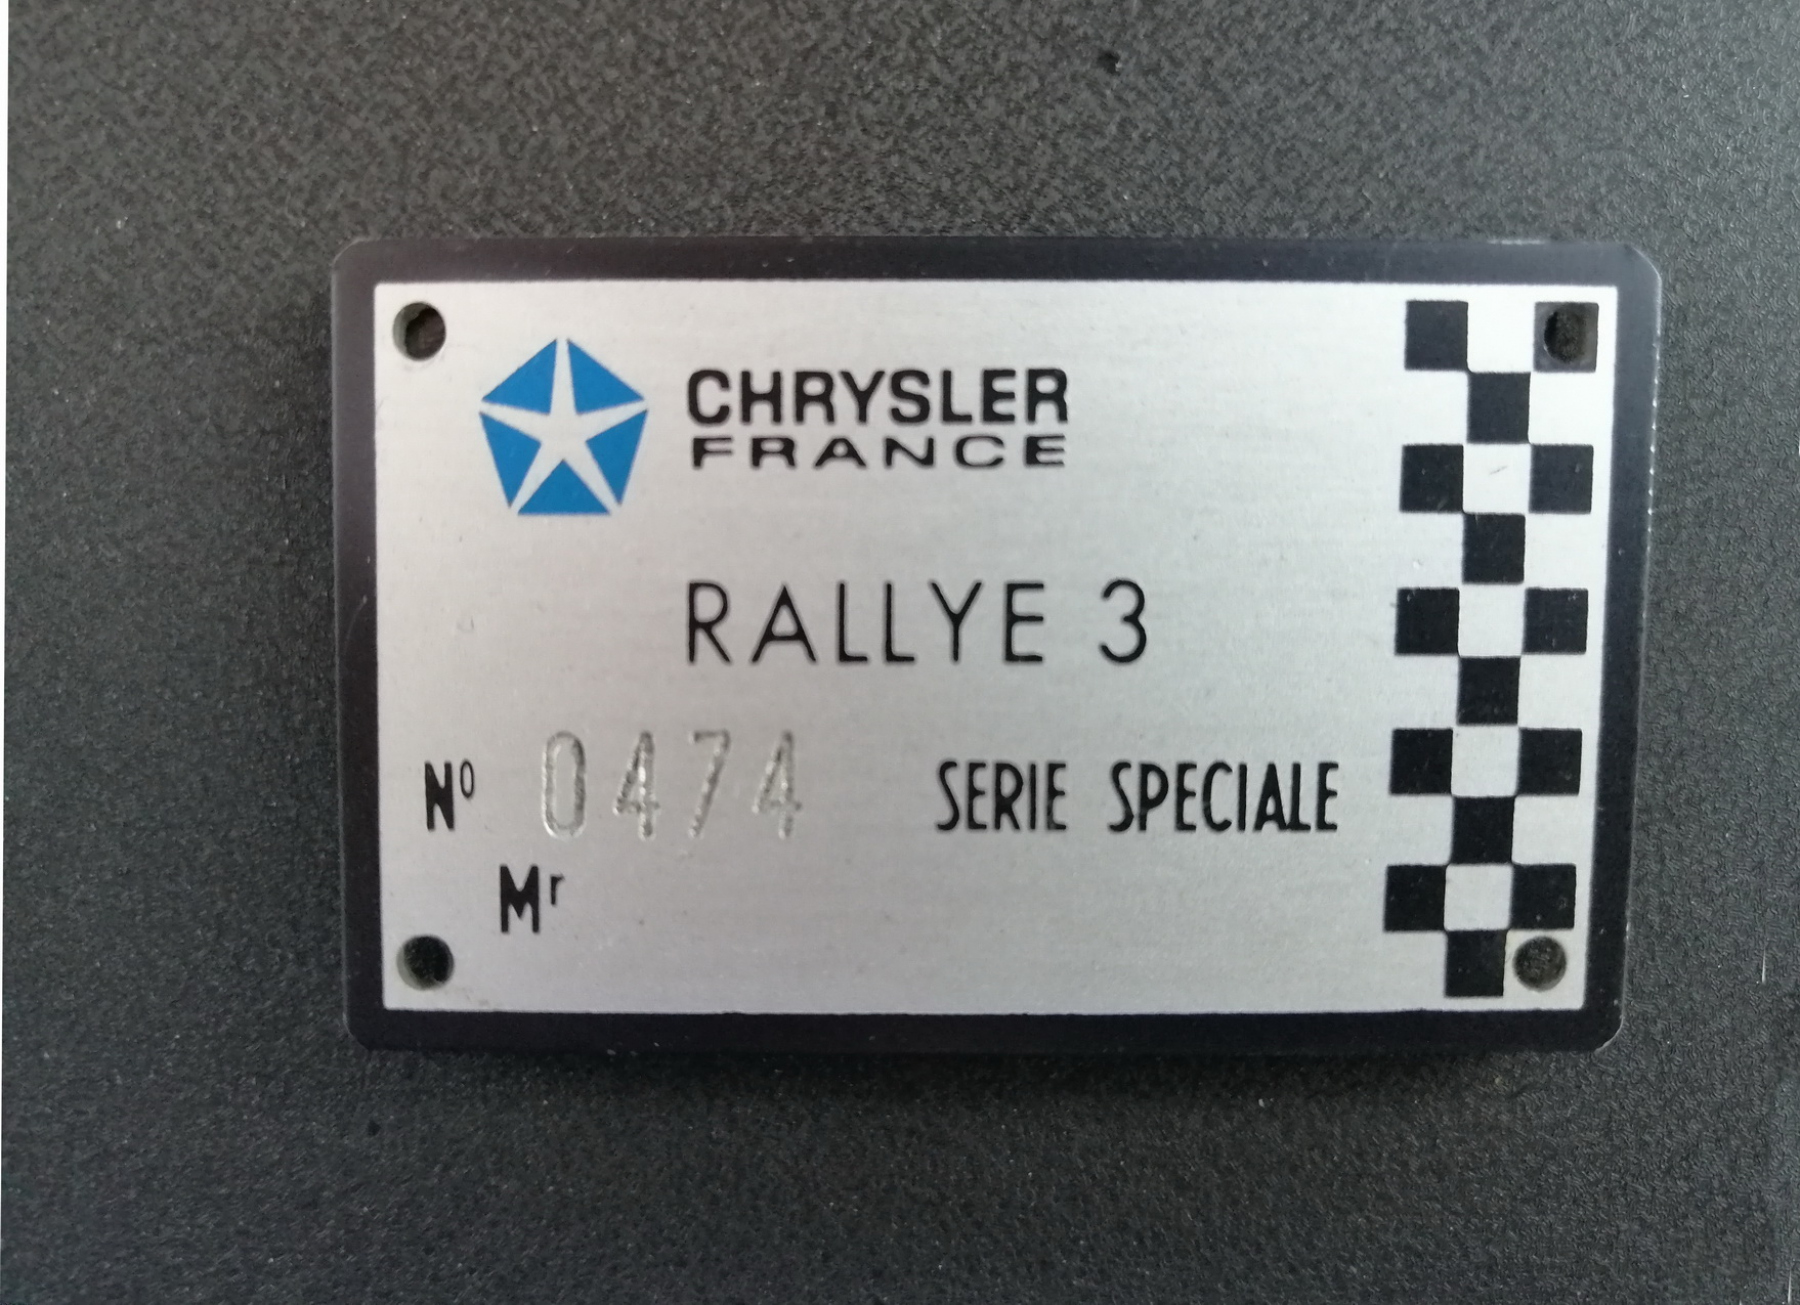 CHRYSLER
FRANCE
RALLYE 3
Nº 0474 SERIE SPECIALE
Mr